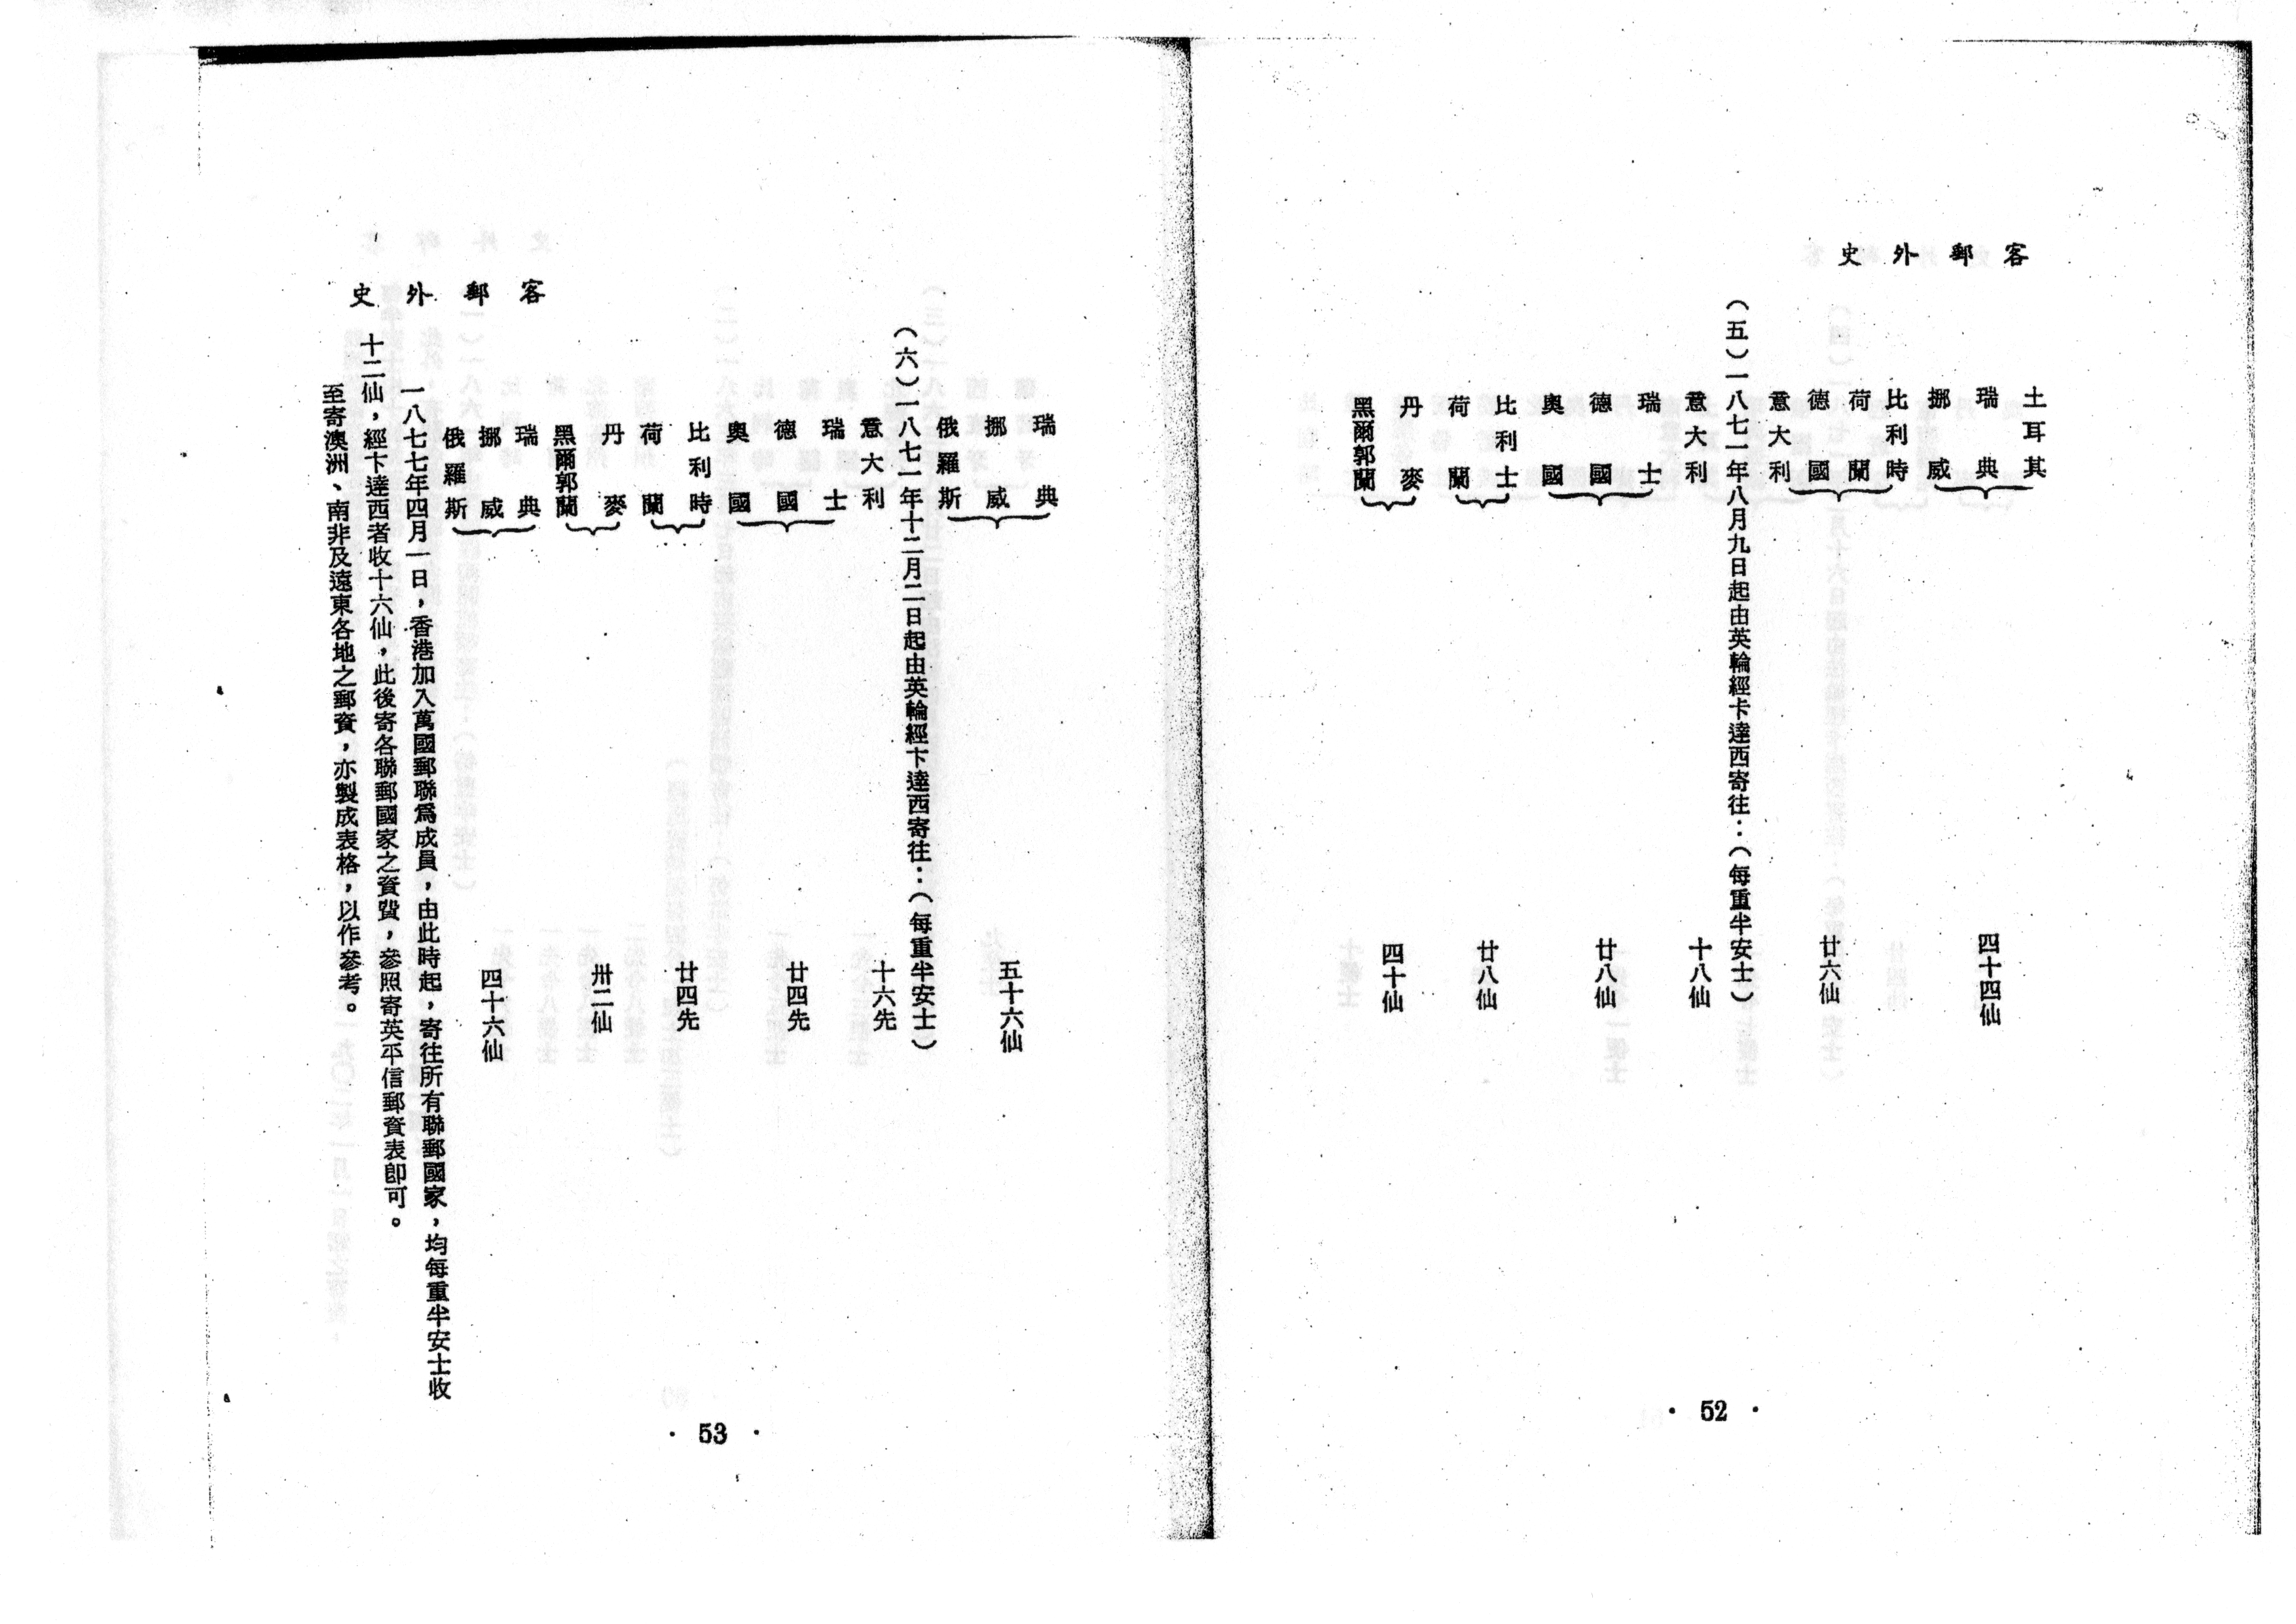 客郵外史
土耳其
瑞典
挪威
四十四仙
比利時
荷蘭
德國
意大利
廿六仙
（五）一八七一年八月九日起由英輪經卡達西寄往：（每重半安士）
意大利
十八仙
瑞士
德國
奧國
廿八仙
比利士
荷蘭
廿八仙
丹麥
黑爾郭蘭
四十仙
· 52 ·
客郵外史
瑞典
挪威
俄羅斯
五十六仙
（六）一八七一年十二月二日起由英輪經卞達西寄往：（每重半安士）
意大利
十六先
瑞士
德國
奧國
廿四先
比利時
荷蘭
廿四先
丹麥
黑爾郭蘭
卅二仙
瑞典
挪威
俄羅斯
四十六仙
一八七七年四月一日，香港加入萬國郵聯爲成員，由此時起，寄往所有聯郵國家，均每重半安士收
十二仙，經卞達西者收十六仙，此後寄各聯郵國家之資費，參照寄英平信郵資表卽可。
至寄澳洲、南非及遠東各地之郵資，亦製成表格，以作參考。
· 53 ·